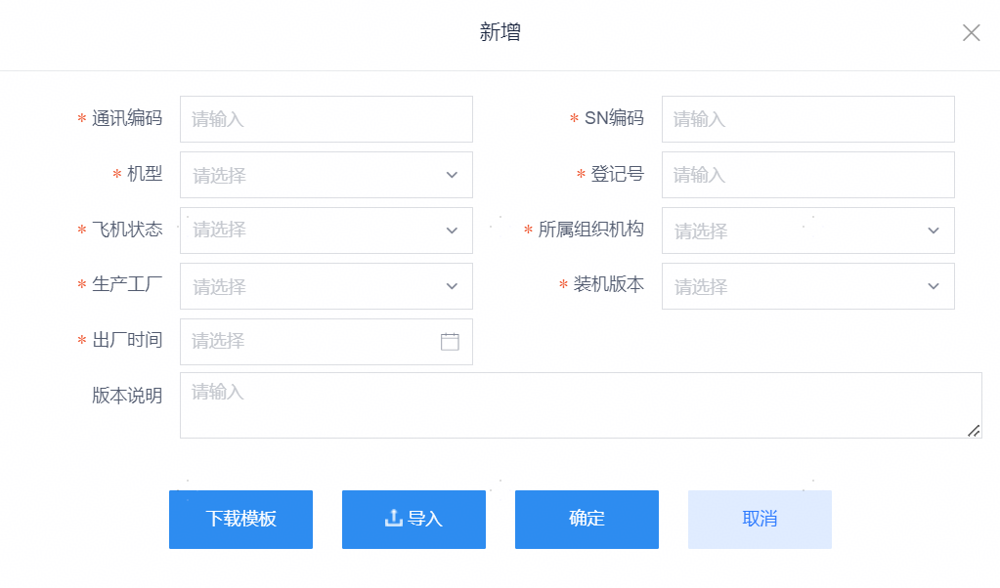 新增
* 通讯编码 请输入 * SN编码 请输入
* 机型 请选择 * 登记号 请输入
* 飞机状态 请选择 * 所属组织机构 请选择
* 生产工厂 请选择 * 装机版本 请选择
* 出厂时间 请选择
版本说明 请输入
下载模板 导入 确定 取消